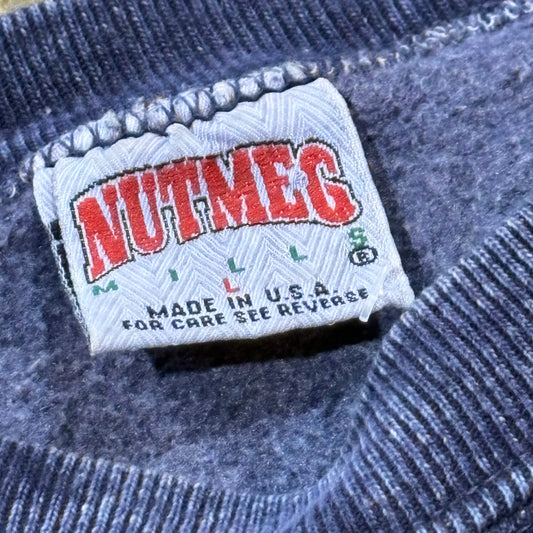 NUTMEG
MILLS®
L
MADE IN U.S.A.
FOR CARE SEE REVERSE